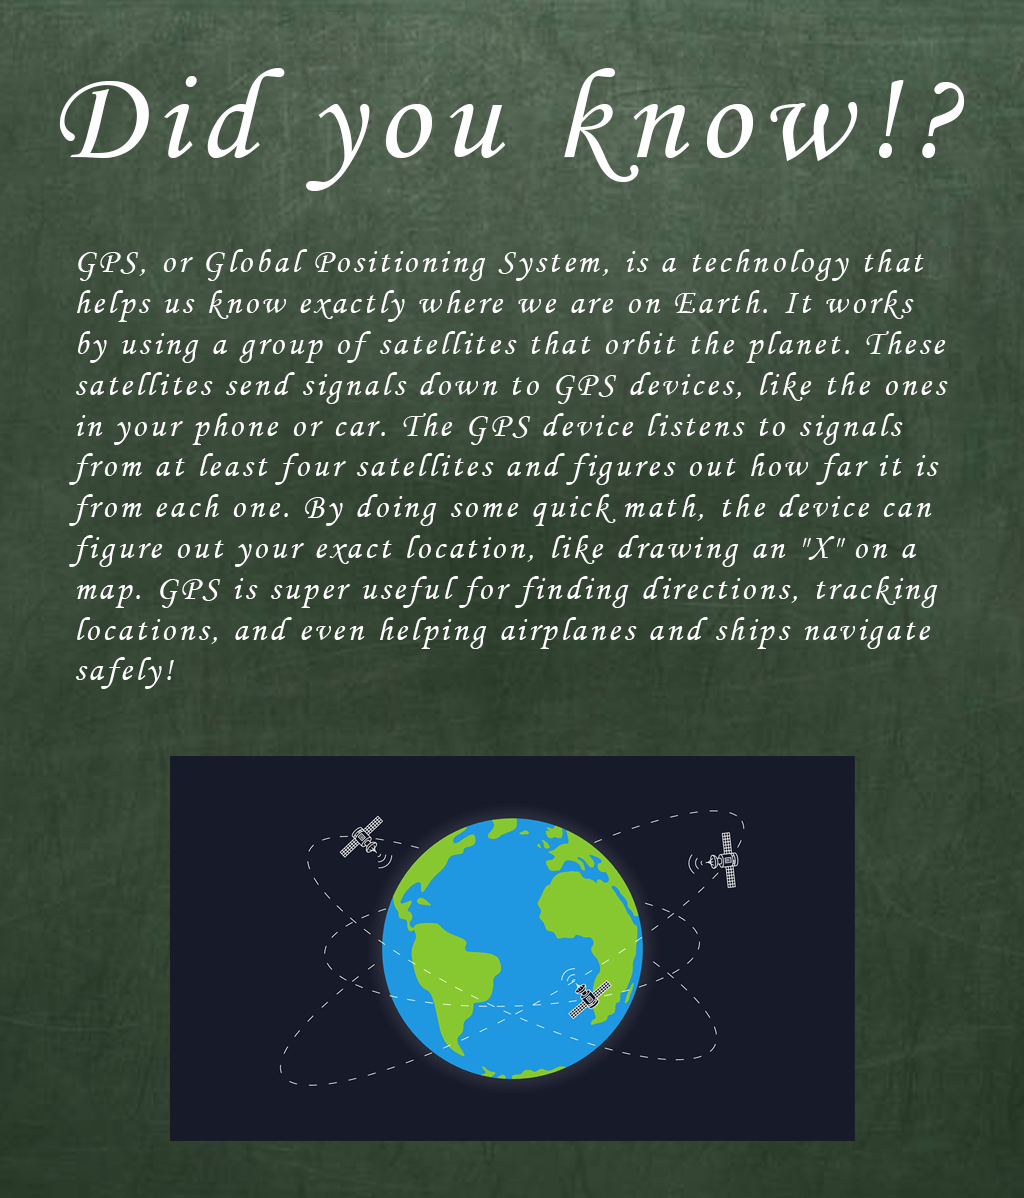 Did you know!?
GPS, or Global Positioning System, is a technology that
helps us know exactly where we are on Earth. It works
by using a group of satellites that orbit the planet. These
satellites send signals down to GPS devices, like the ones
in your phone or car. The GPS device listens to signals
from at least four satellites and figures out how far it is
from each one. By doing some quick math, the device can
figure out your exact location, like drawing an "X" on a
map. GPS is super useful for finding directions, tracking
locations, and even helping airplanes and ships navigate
safely!